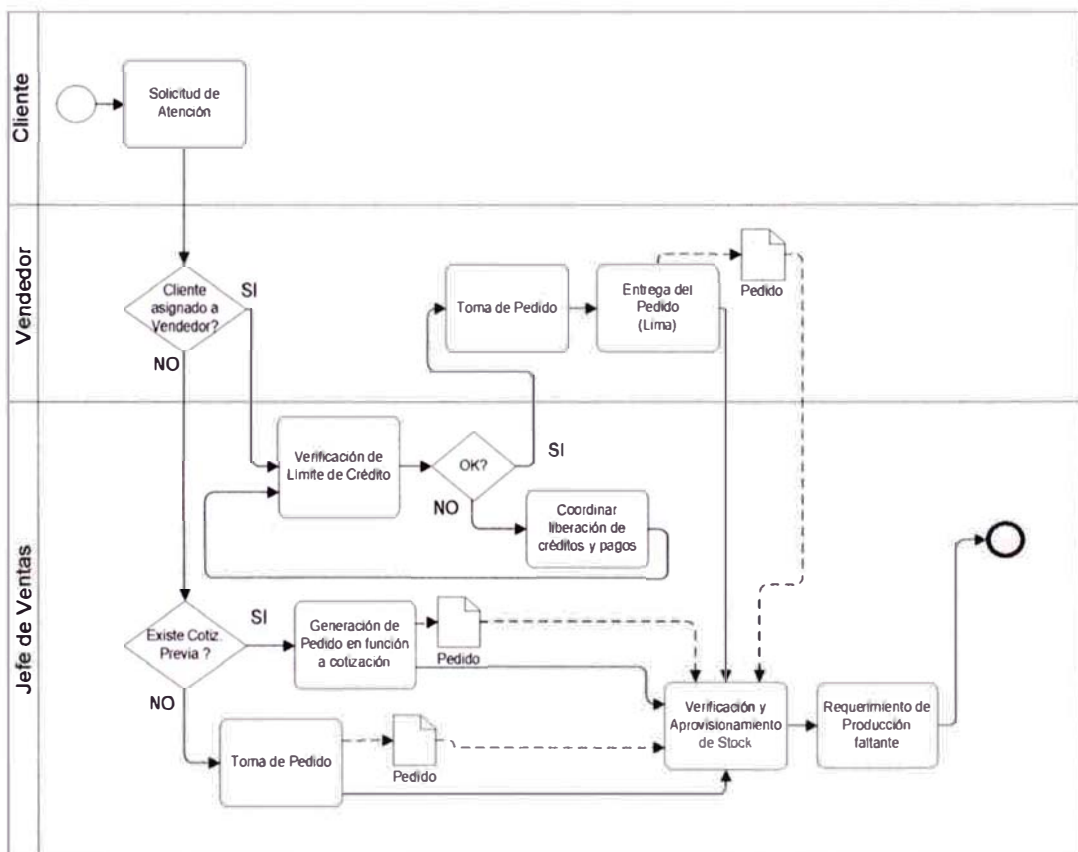 Cliente
Solicitud de
Atención
Vendedor
Cliente
asignado a
Vendedor?
SI
NO
Toma de Pedido
Entrega del
Pedido
(Lima)
Pedido
Jefe de Ventas
Verificación de
Límite de Crédito
OK?
SI
NO
Coordinar
liberación de
créditos y pagos
Existe Cotiz.
Previa ?
SI
NO
Generación de
Pedido en función
a cotización
Pedido
Toma de Pedido
Pedido
Verificación y
Aprovisionamiento
de Stock
Requerimiento de
Producción
faltante